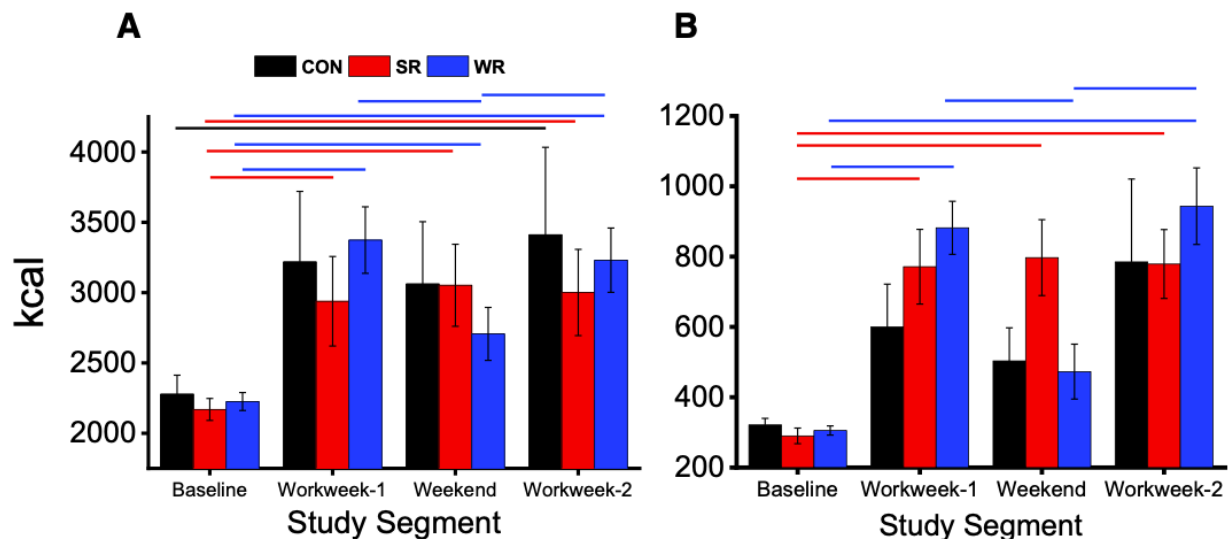 A
B
CON SR WR
kcal
4000
3500
3000
2500
2000
Baseline Workweek-1 Weekend Workweek-2
Study Segment
1200
1000
800
600
400
200
Baseline Workweek-1 Weekend Workweek-2
Study Segment